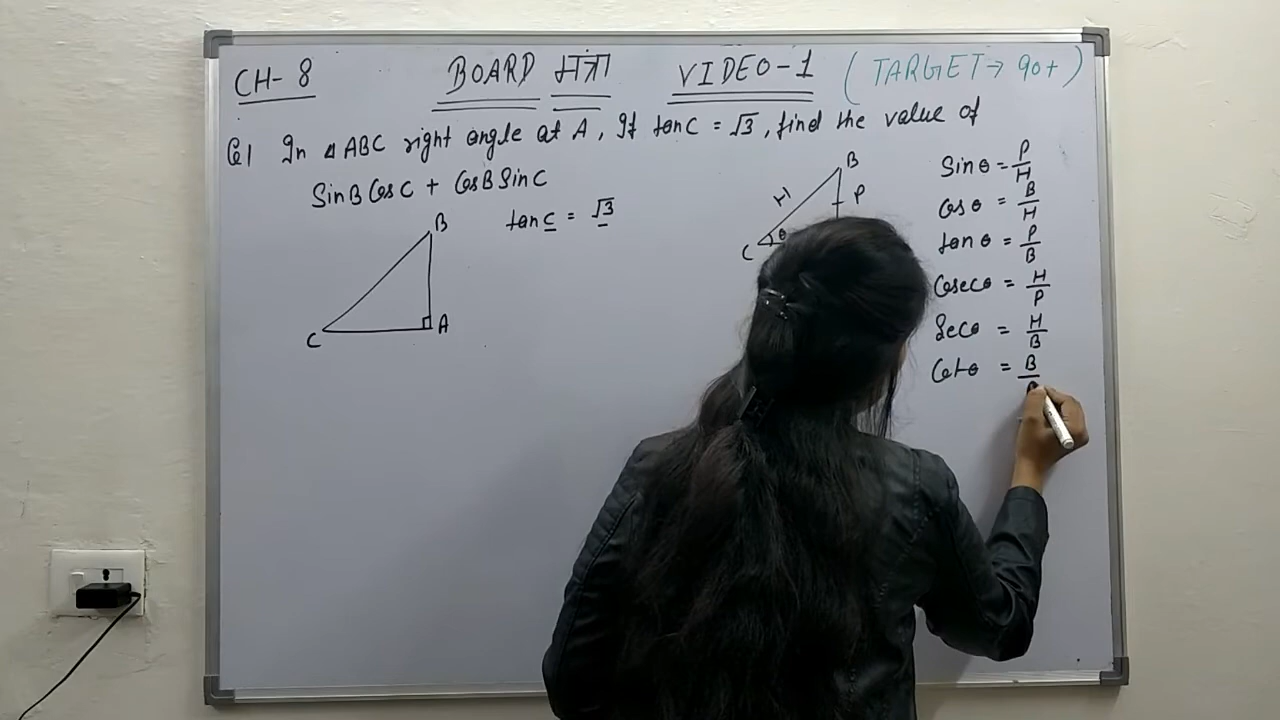 CH-8 BOARD मंत्रा VIDEO-1 (TARGET→ 90+)
Q1 In △ABC right angle at A, If tanC = √3, find the value of
SinB CosC + CosB SinC
tanC = √3
B
C
A
B
H
P
C
θ
Sinθ = P/H
Cosθ = B/H
tanθ = P/B
Cosecθ = H/P
Secθ = H/B
Cotθ = B/